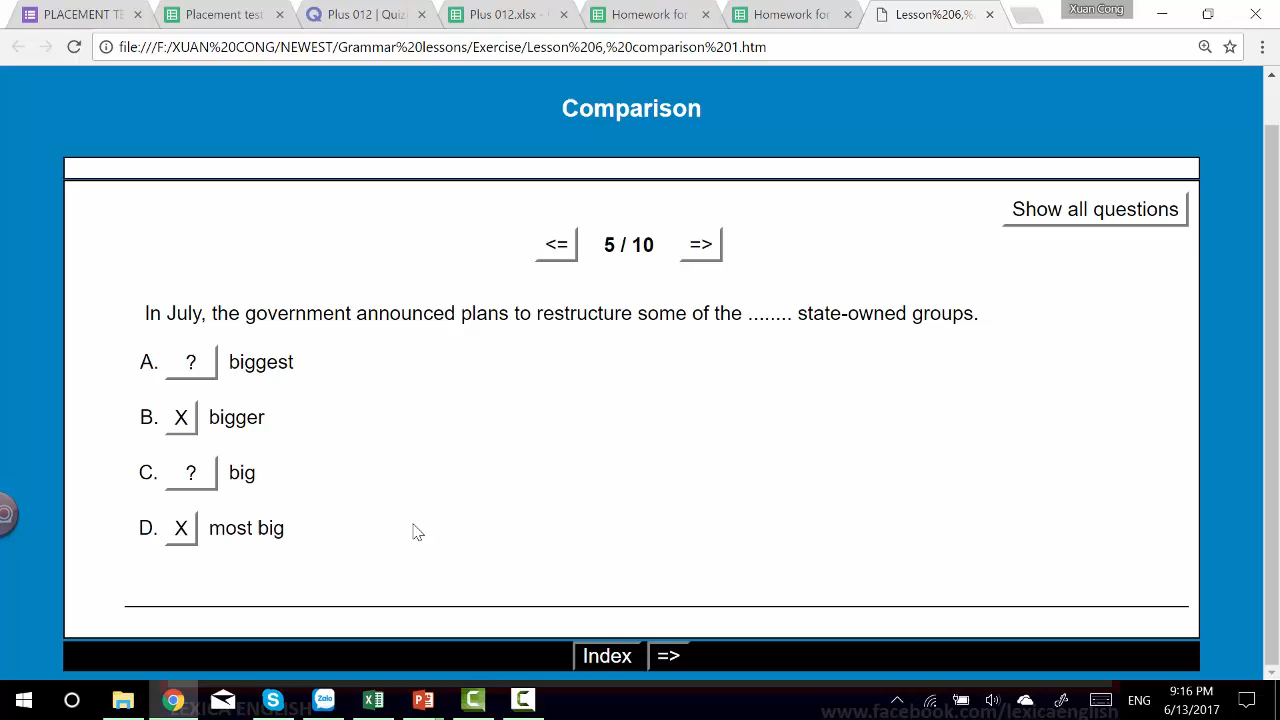 Xuan Cong
PLACEMENT TE
Placement test
Plus 012 | Quiz
Plus 012.xlsx -
Homework for
Homework for
Lesson%206,%
file:///F:/XUAN%20CONG/NEWEST/Grammar%20lessons/Exercise/Lesson%206,%20comparison%201.htm
Comparison
Show all questions
<= 5 / 10 =>
In July, the government announced plans to restructure some of the ........ state-owned groups.
A. ? biggest
B. X bigger
C. ? big
D. X most big
Index =>
ENG
9:16 PM
6/13/2017
LEXICA ENGLISH
www.facebook.com/lexicaenglish